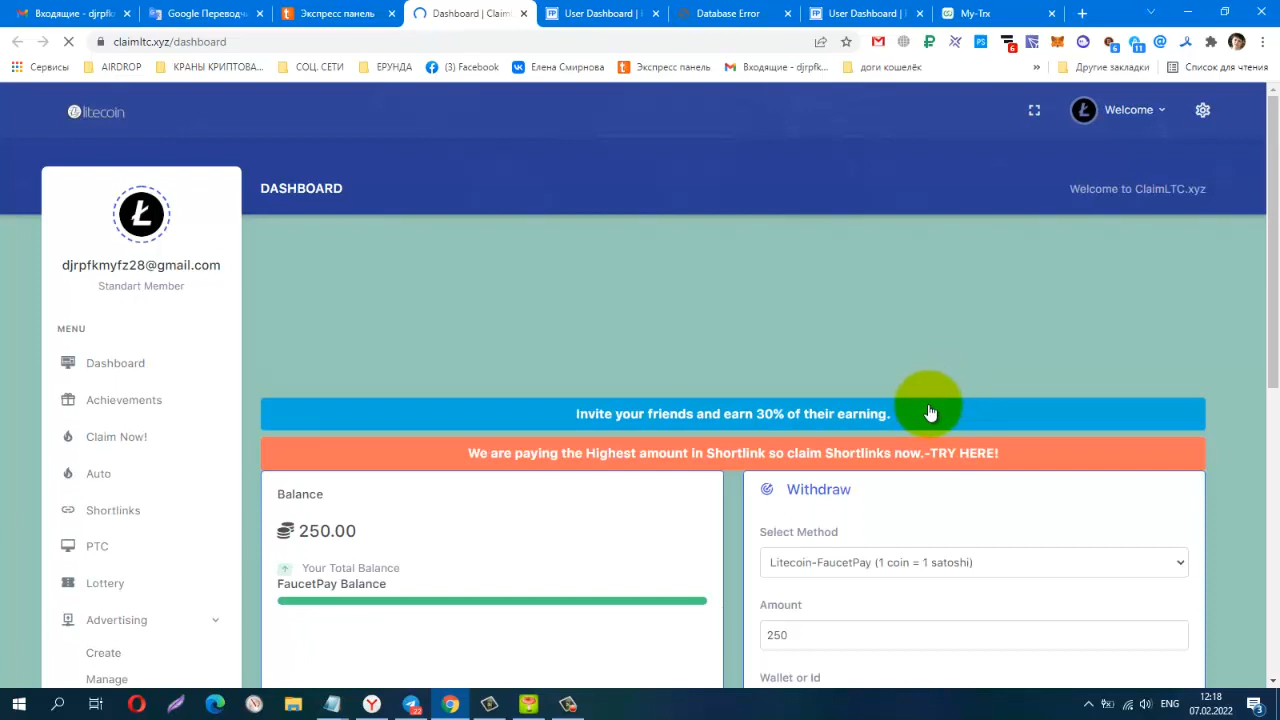 Входящие - djrpfkm
Google Переводч
Экспресс панель
Dashboard | Claim
User Dashboard |
Database Error
User Dashboard |
My-Trx
claimltc.xyz/dashboard
6
6
11
Сервисы
AIRDROP
КРАНЫ КРИПТОВА...
СОЦ. СЕТИ
ЕРУНДА
(3) Facebook
Елена Смирнова
Экспресс панель
Входящие - djrpfk...
доги кошелёк
»
Другие закладки
Список для чтения
litecoin
Welcome
DASHBOARD
Welcome to ClaimLTC.xyz
djrpfkmyfz28@gmail.com
Standart Member
MENU
Dashboard
Achievements
Claim Now!
Auto
Shortlinks
PTC
Lottery
Advertising
Create
Manage
Invite your friends and earn 30% of their earning.
We are paying the Highest amount in Shortlink so claim Shortlinks now.-TRY HERE!
Balance
250.00
Your Total Balance
FaucetPay Balance
Withdraw
Select Method
Litecoin-FaucetPay (1 coin = 1 satoshi)
Amount
250
Wallet or Id
ENG
12:18
07.02.2022
3